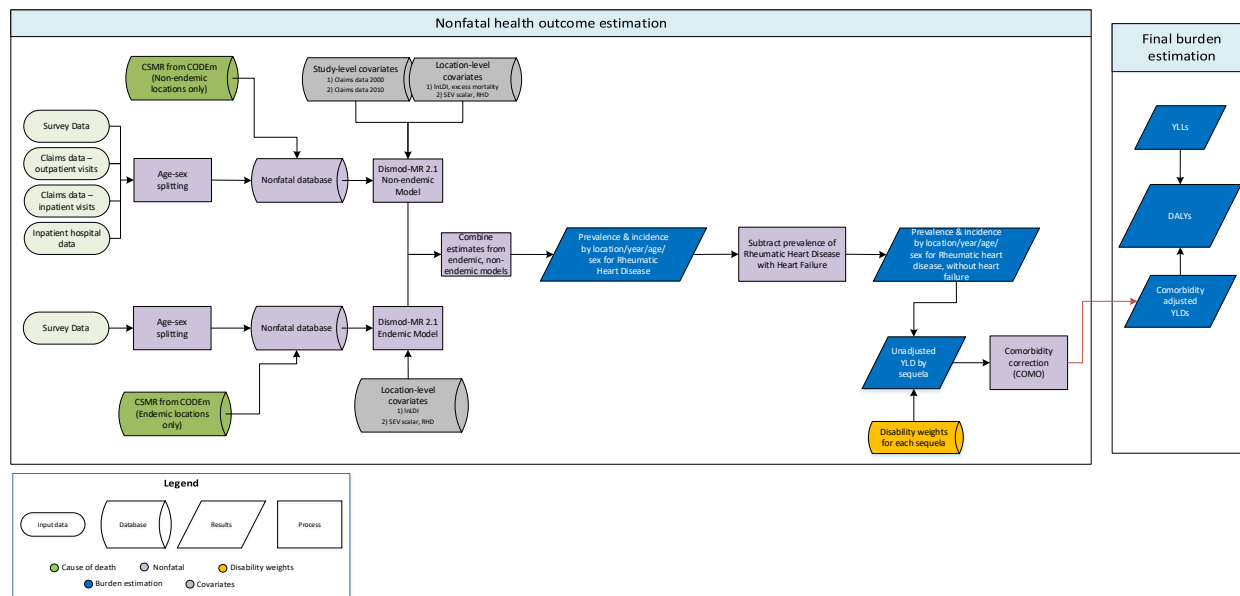 Nonfatal health outcome estimation
Final burden
estimation
CSMR from CODEm
(Non-endemic
locations only)
Study-level covariates
1) Claims data 2000
2) Claims data 2010
Location-level
covariates
1) lnLDI, excess mortality
2) SEV scalar, RHD
Survey Data
Claims data –
outpatient visits
Claims data –
inpatient visits
Inpatient hospital
data
Age-sex
splitting
Nonfatal database
Dismod-MR 2.1
Non-endemic
Model
YLLs
DALYs
Comorbidity
adjusted
YLDs
Combine
estimates from
endemic, non-
endemic models
Prevalence & incidence
by location/year/age/
sex for Rheumatic
Heart Disease
Subtract prevalence of
Rheumatic Heart Disease
with Heart Failure
Prevalence & incidence
by location/year/age/
sex for Rheumatic heart
disease, without heart
failure
Survey Data
Age-sex
splitting
Nonfatal database
Dismod-MR 2.1
Endemic Model
Unadjusted
YLD by
sequela
Comorbidity
correction
(COMO)
CSMR from CODEm
(Endemic locations
only)
Location-level
covariates
1) lnLDI
2) SEV scalar, RHD
Disability weights
for each sequela
Legend
Input data
Database
Results
Process
Cause of death
Nonfatal
Disability weights
Burden estimation
Covariates